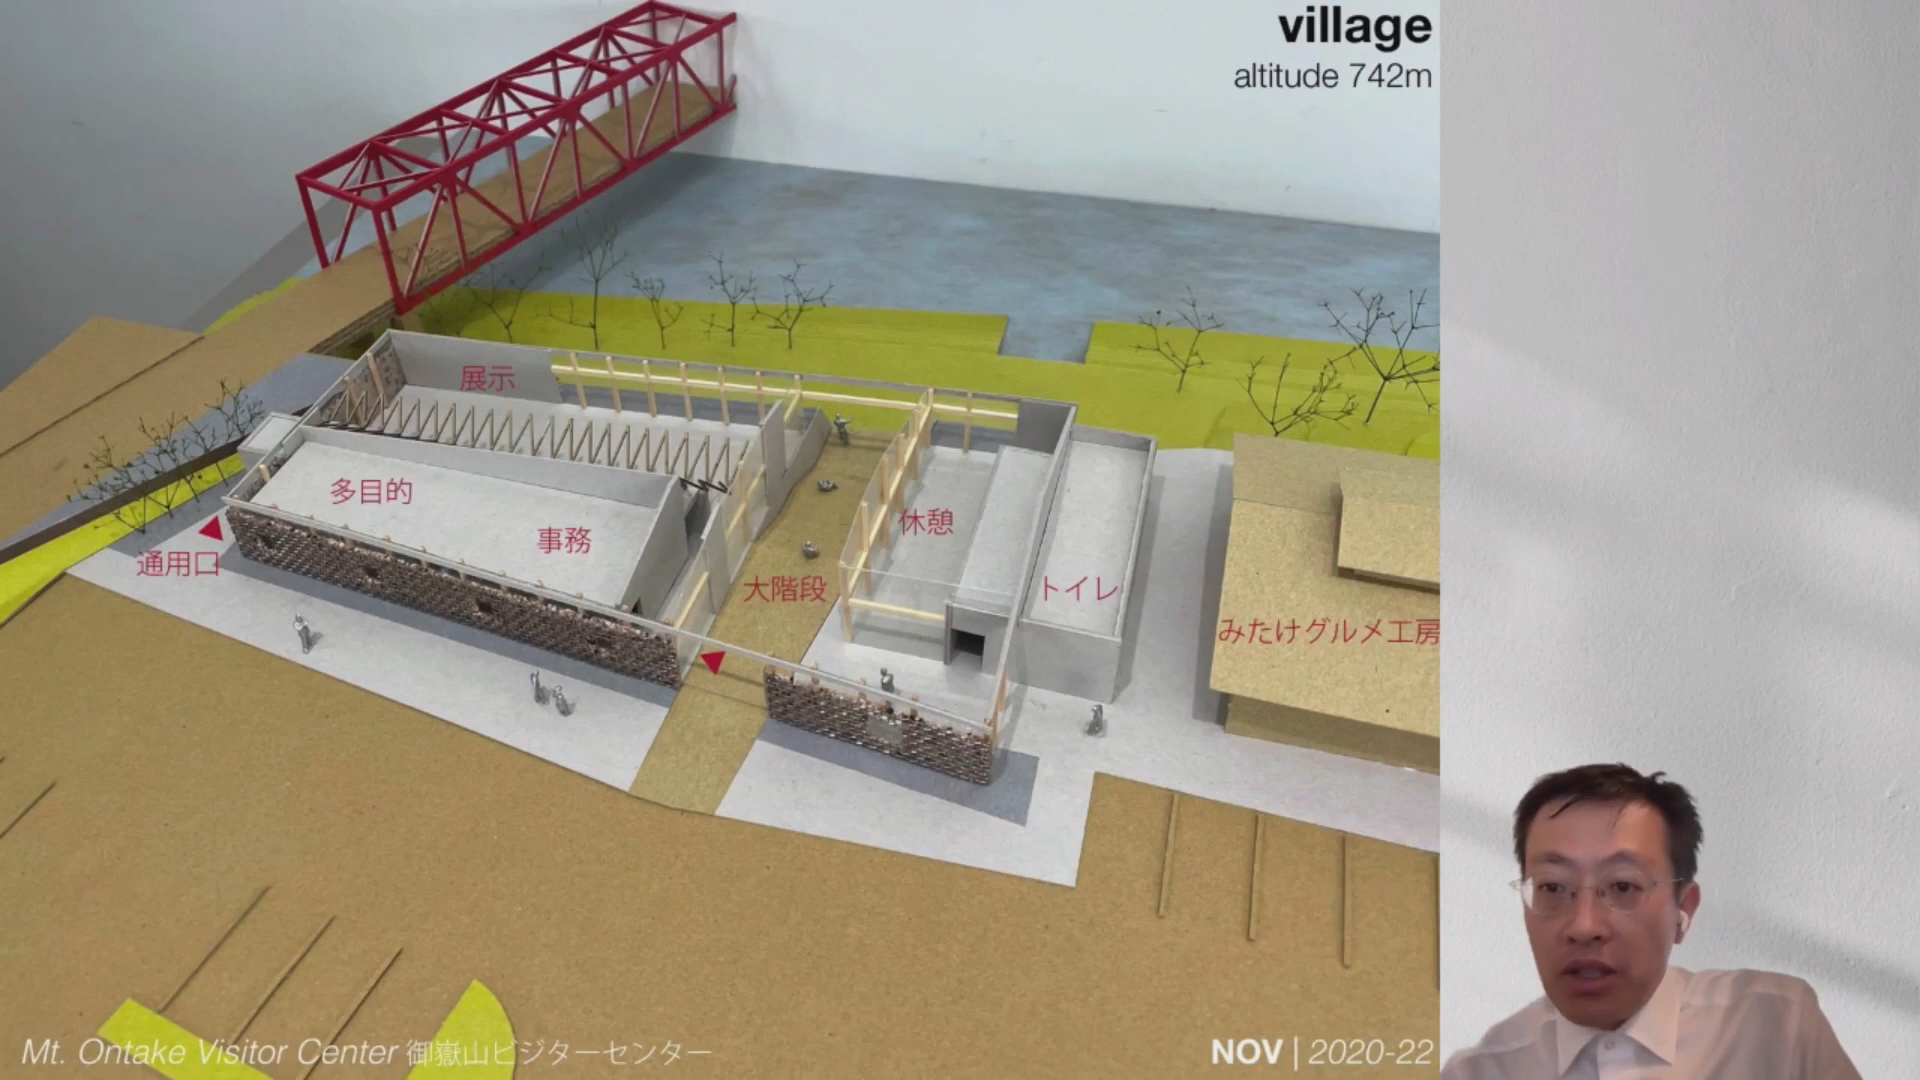 village
altitude 742m
展示
多目的
事務
休憩
通用口
大階段
トイレ
みたけグルメ工房
Mt. Ontake Visitor Center 御嶽山ビジターセンター
NOV | 2020-22